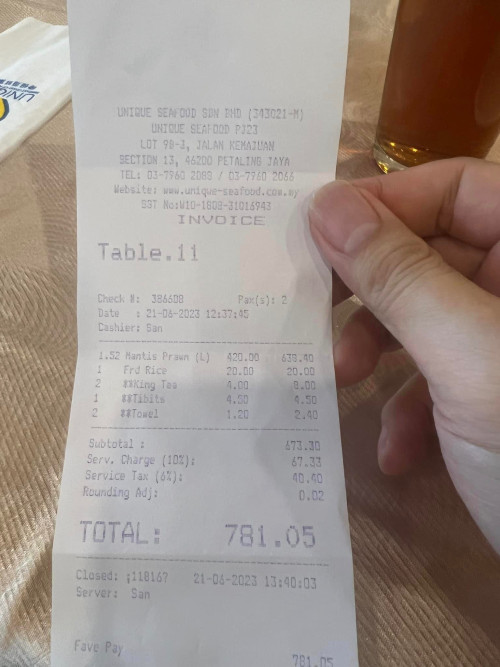 UNIQUE
UNIQUE SEAFOOD SDN BHD (343021-M)
UNIQUE SEAFOOD PJ23
LOT 9B-3, JALAN KEMAJUAN
SECTION 13, 46200 PETALING JAYA
TEL: 03-7960 2088 / 03-7960 2066
Website: www.unique-seafood.com.my
SST No:W10-1808-31016943
INVOICE
Table.11
Check #: 386608 Pax(s): 2
Date : 21-06-2023 12:37:45
Cashier: San
1.52 Mantis Prawn (L) 420.00 638.40
1 Frd Rice 20.00 20.00
2 ##King Tea 4.00 8.00
1 ##Tibits 4.50 4.50
2 ##Towel 1.20 2.40
Subtotal : 673.30
Serv. Charge (10%): 67.33
Service Tax (6%): 40.40
Rounding Adj: 0.02
TOTAL: 781.05
Closed: ;118167 21-06-2023 13:40:03
Server: San
Fave Pay 781.05